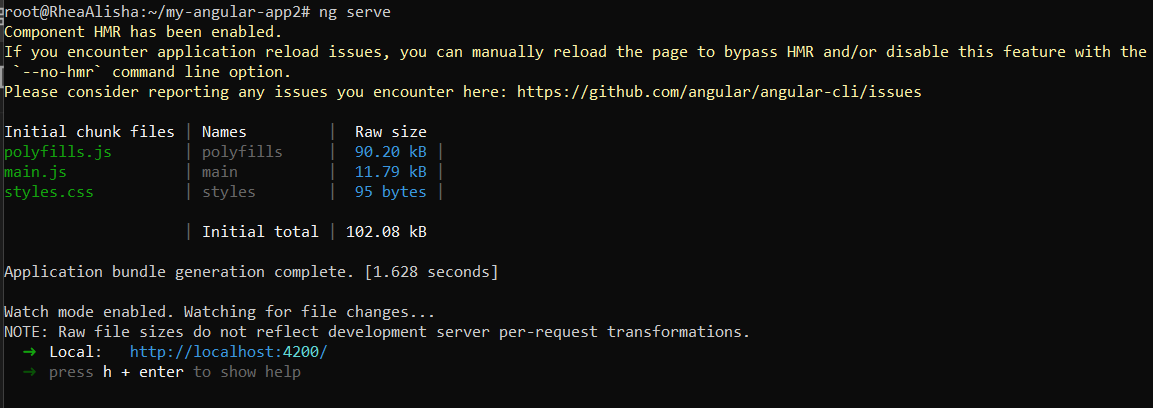 root@RheaAlisha:~/my-angular-app2# ng serve
Component HMR has been enabled.
If you encounter application reload issues, you can manually reload the page to bypass HMR and/or disable this feature with the
`--no-hmr` command line option.
Please consider reporting any issues you encounter here: https://github.com/angular/angular-cli/issues
Initial chunk files | Names | Raw size
polyfills.js | polyfills | 90.20 kB |
main.js | main | 11.79 kB |
styles.css | styles | 95 bytes |
| Initial total | 102.08 kB
Application bundle generation complete. [1.628 seconds]
Watch mode enabled. Watching for file changes...
NOTE: Raw file sizes do not reflect development server per-request transformations.
➜ Local: http://localhost:4200/
➜ press h + enter to show help